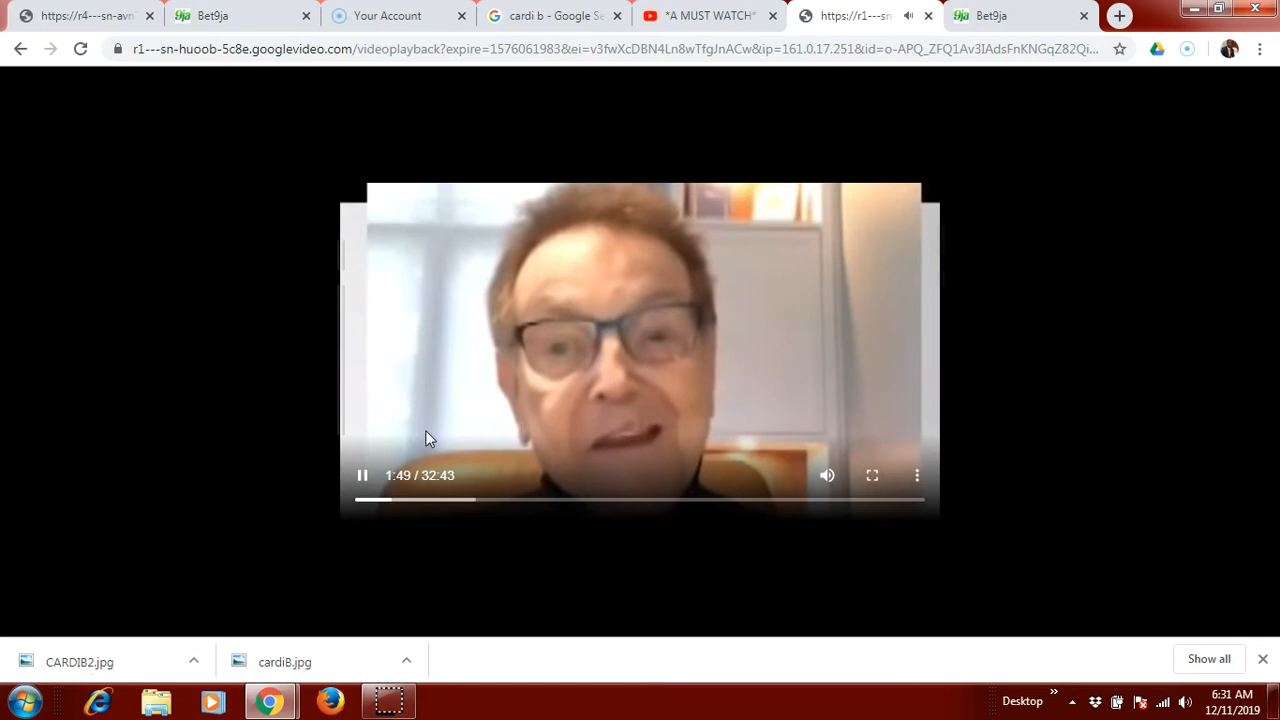 https://r4---sn-avn
Bet9ja
Your Account
cardi b - Google Se
*A MUST WATCH*
https://r1---sn-
Bet9ja
r1---sn-huoob-5c8e.googlevideo.com/videoplayback?expire=1576061983&ei=v3fwXcDBN4Ln8wTfgJnACw&ip=161.0.17.251&id=o-APQ_ZFQ1Av3IAdsFnKNGqZ82Qi...
1:49 / 32:43
CARDIB2.jpg
cardiB.jpg
Show all
Desktop
6:31 AM
12/11/2019